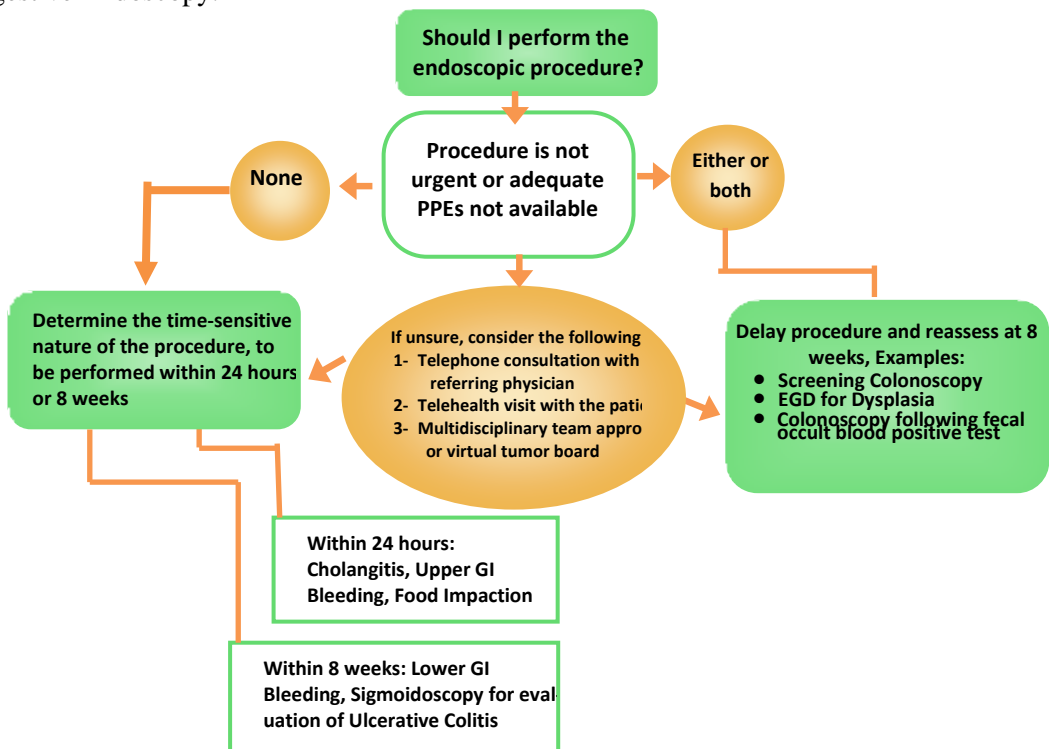 Should I perform the
endoscopic procedure?
Procedure is not
urgent or adequate
PPEs not available
None
Either or
both
Determine the time-sensitive
nature of the procedure, to
be performed within 24 hours
or 8 weeks
If unsure, consider the following
1- Telephone consultation with
referring physician
2- Telehealth visit with the pati
3- Multidisciplinary team appro
or virtual tumor board
Delay procedure and reassess at 8
weeks, Examples:
• Screening Colonoscopy
• EGD for Dysplasia
• Colonoscopy following fecal
occult blood positive test
Within 24 hours:
Cholangitis, Upper GI
Bleeding, Food Impaction
Within 8 weeks: Lower GI
Bleeding, Sigmoidoscopy for eval-
uation of Ulcerative Colitis